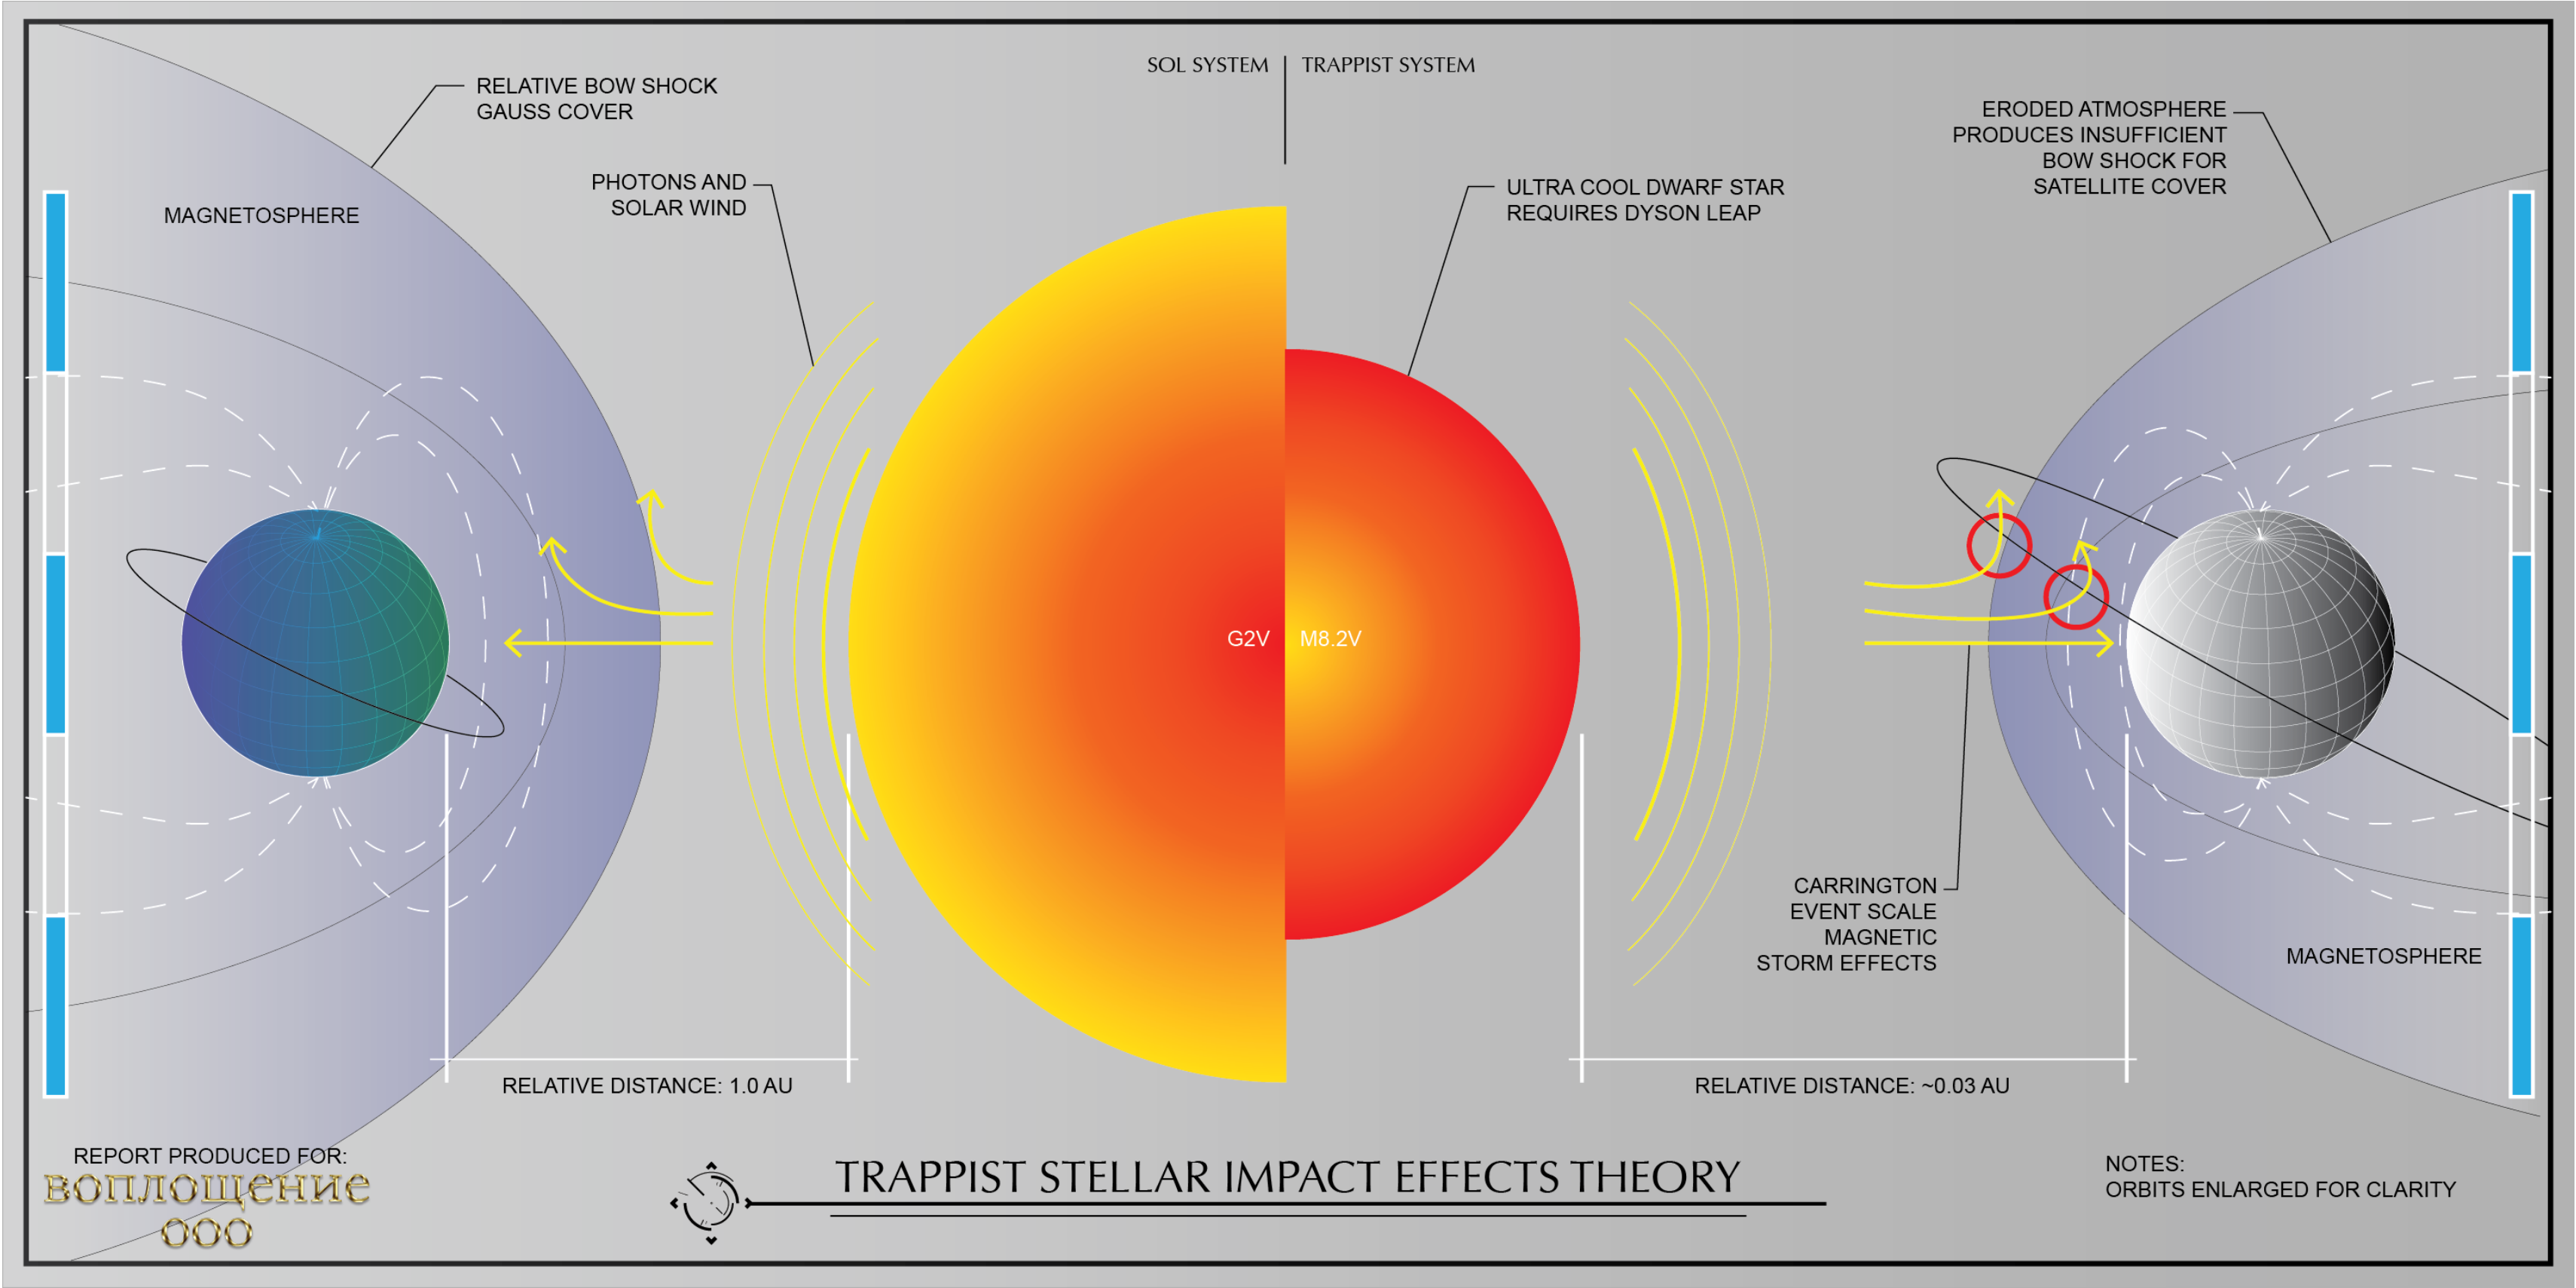 SOL SYSTEM
TRAPPIST SYSTEM
RELATIVE BOW SHOCK
GAUSS COVER
MAGNETOSPHERE
PHOTONS AND
SOLAR WIND
ULTRA COOL DWARF STAR
REQUIRES DYSON LEAP
ERODED ATMOSPHERE
PRODUCES INSUFFICIENT
BOW SHOCK FOR
SATELLITE COVER
G2V
M8.2V
CARRINGTON
EVENT SCALE
MAGNETIC
STORM EFFECTS
MAGNETOSPHERE
RELATIVE DISTANCE: 1.0 AU
RELATIVE DISTANCE: ~0.03 AU
REPORT PRODUCED FOR:
воплощение
ООО
TRAPPIST STELLAR IMPACT EFFECTS THEORY
NOTES:
ORBITS ENLARGED FOR CLARITY